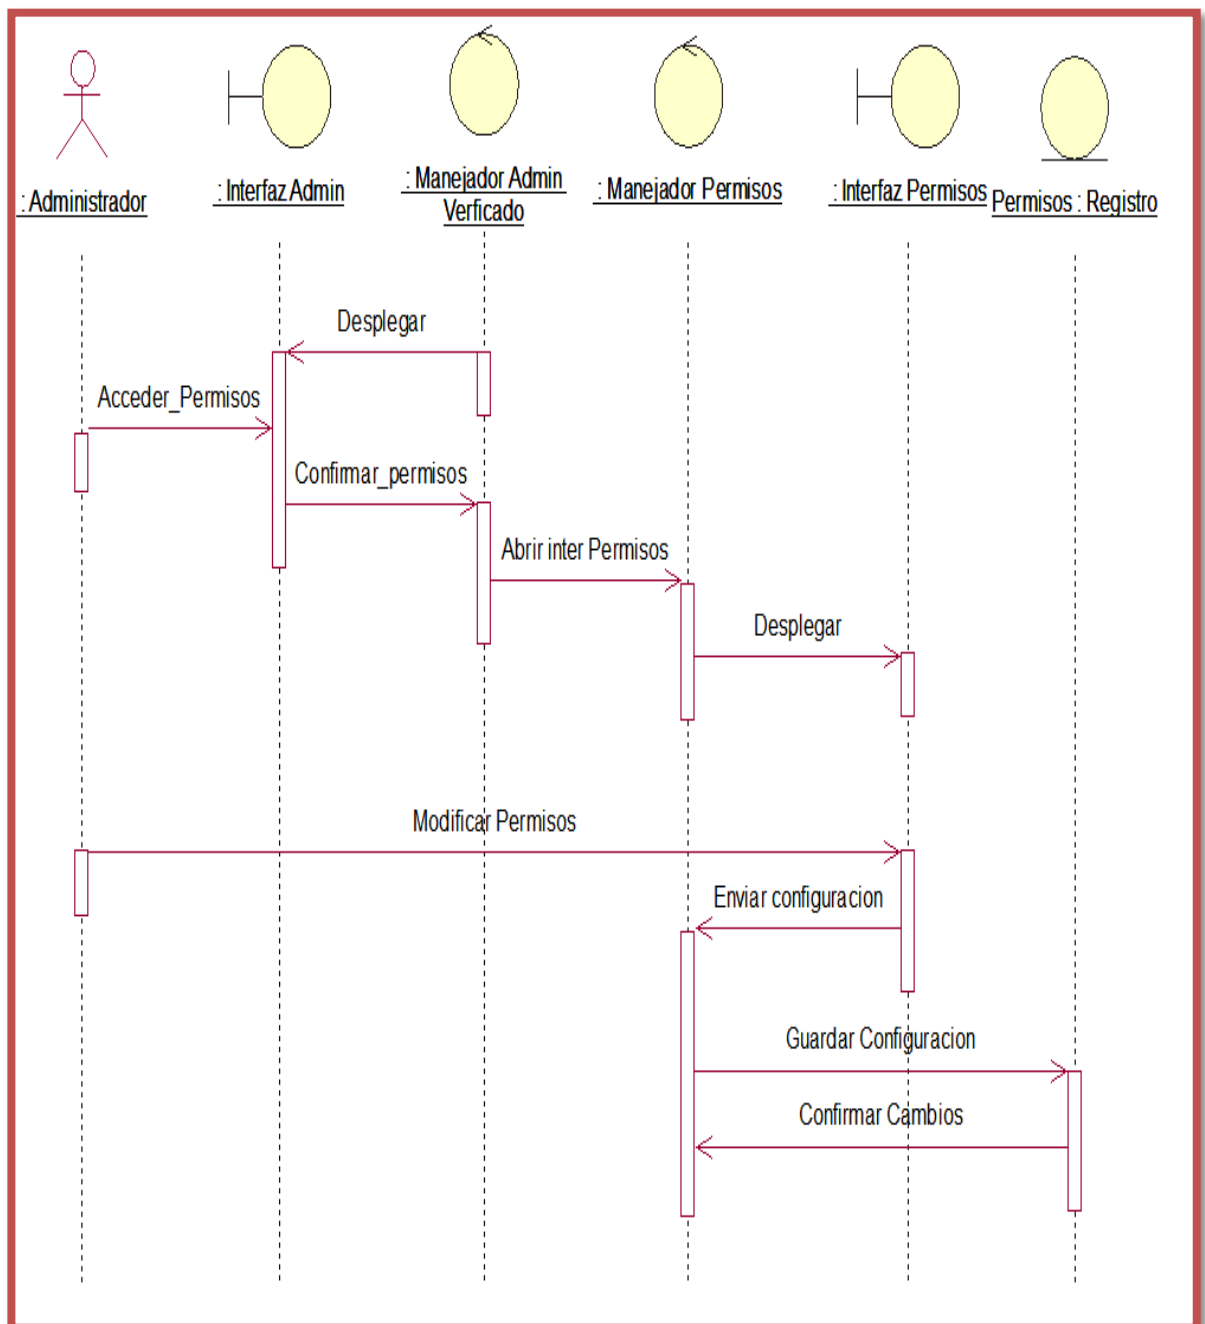 : Administrador
: Interfaz Admin
: Manejador Admin
Verficado
: Manejador Permisos
: Interfaz Permisos
Permisos : Registro
Desplegar
Acceder_Permisos
Confirmar_permisos
Abrir inter Permisos
Desplegar
Modificar Permisos
Enviar configuracion
Guardar Configuracion
Confirmar Cambios